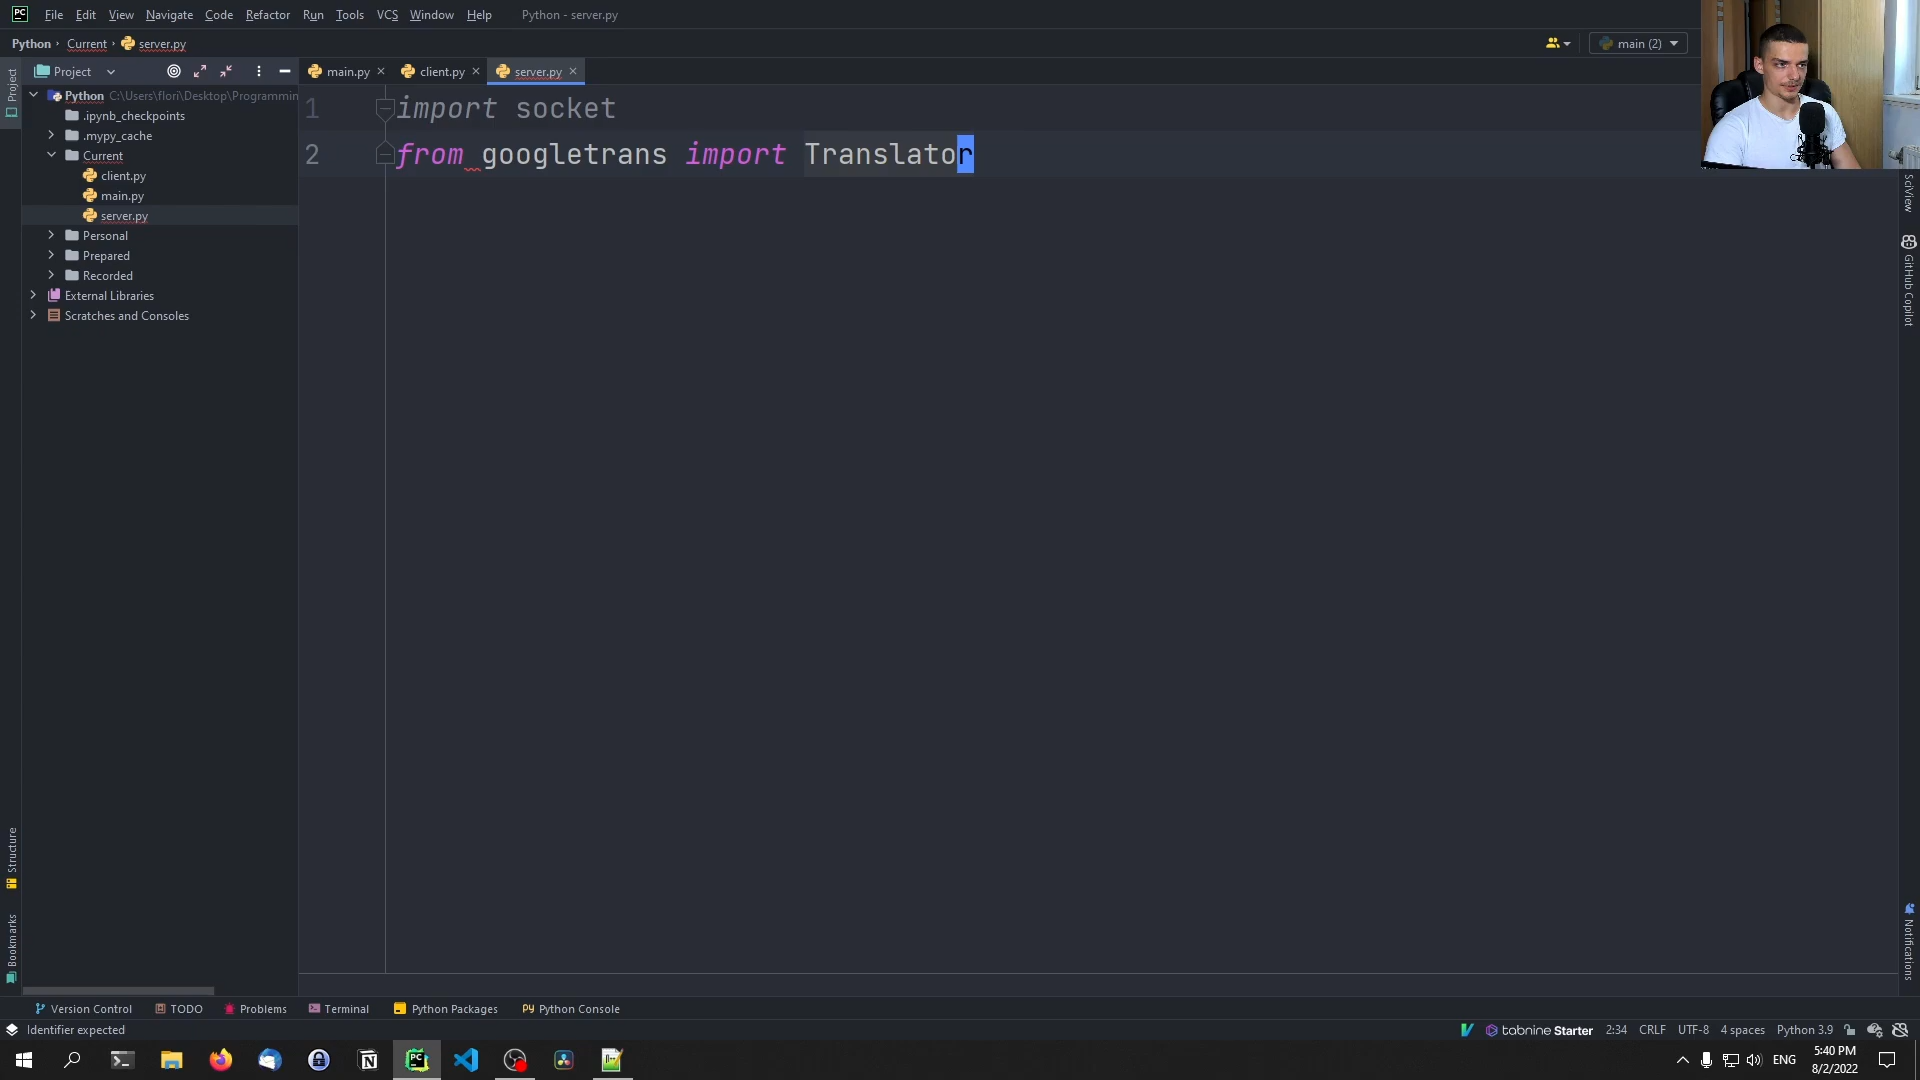 PC File Edit View Navigate Code Refactor Run Tools VCS Window Help Python - server.py
Python Current server.py
main (2)
Project
main.py client.py server.py
Project
Python C:\Users\flori\Desktop\Programmin
.ipynb_checkpoints
.mypy_cache
Current
client.py
main.py
server.py
Personal
Prepared
Recorded
External Libraries
Scratches and Consoles
1 import socket
2 from googletrans import Translator
SciView
GitHub Copilot
Notifications
Structure
Bookmarks
Version Control TODO Problems Terminal Python Packages Python Console
Identifier expected
tabnine Starter 2:34 CRLF UTF-8 4 spaces Python 3.9
PC
ENG
5:40 PM
8/2/2022